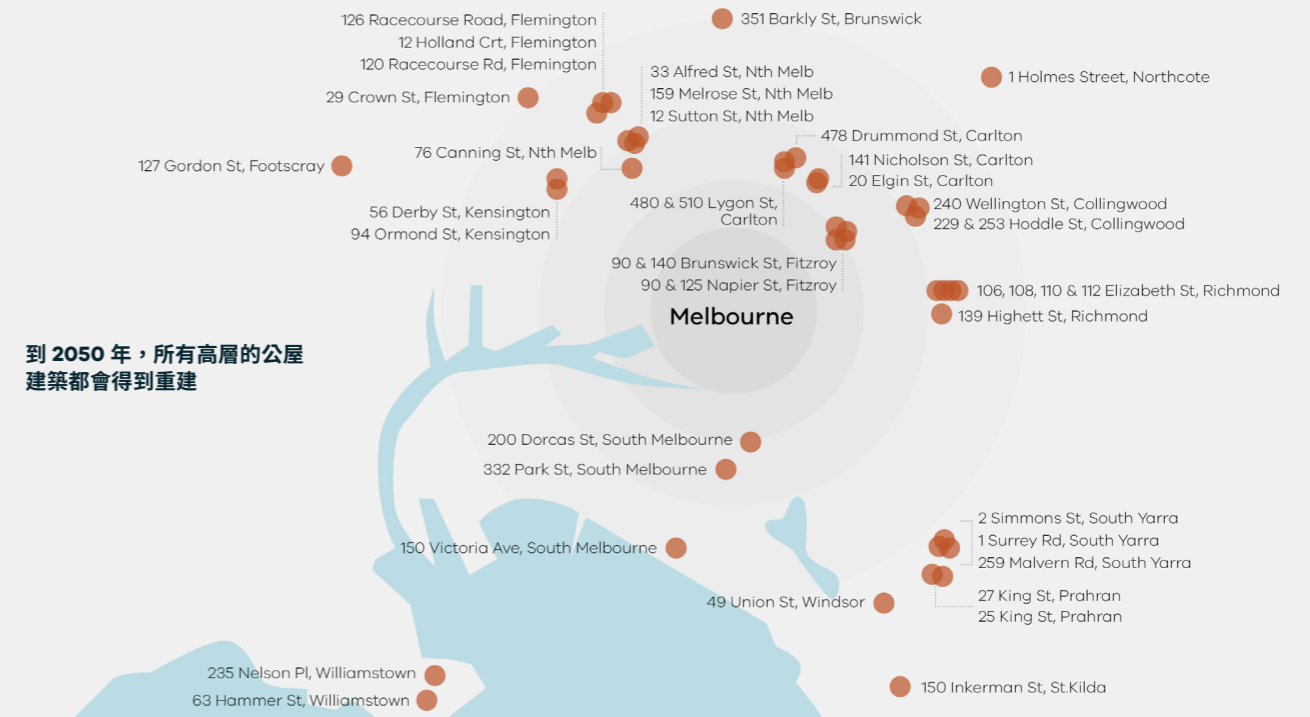 126 Racecourse Road, Flemington
12 Holland Crt, Flemington
120 Racecourse Rd, Flemington
351 Barkly St, Brunswick
29 Crown St, Flemington
33 Alfred St, Nth Melb
159 Melrose St, Nth Melb
12 Sutton St, Nth Melb
1 Holmes Street, Northcote
127 Gordon St, Footscray
76 Canning St, Nth Melb
478 Drummond St, Carlton
141 Nicholson St, Carlton
20 Elgin St, Carlton
56 Derby St, Kensington
94 Ormond St, Kensington
480 & 510 Lygon St,
Carlton
240 Wellington St, Collingwood
229 & 253 Hoddle St, Collingwood
90 & 140 Brunswick St, Fitzroy
90 & 125 Napier St, Fitzroy
106, 108, 110 & 112 Elizabeth St, Richmond
139 Highett St, Richmond
Melbourne
到 2050 年，所有高層的公屋
建築都會得到重建
200 Dorcas St, South Melbourne
332 Park St, South Melbourne
150 Victoria Ave, South Melbourne
2 Simmons St, South Yarra
1 Surrey Rd, South Yarra
259 Malvern Rd, South Yarra
27 King St, Prahran
25 King St, Prahran
49 Union St, Windsor
235 Nelson Pl, Williamstown
63 Hammer St, Williamstown
150 Inkerman St, St.Kilda